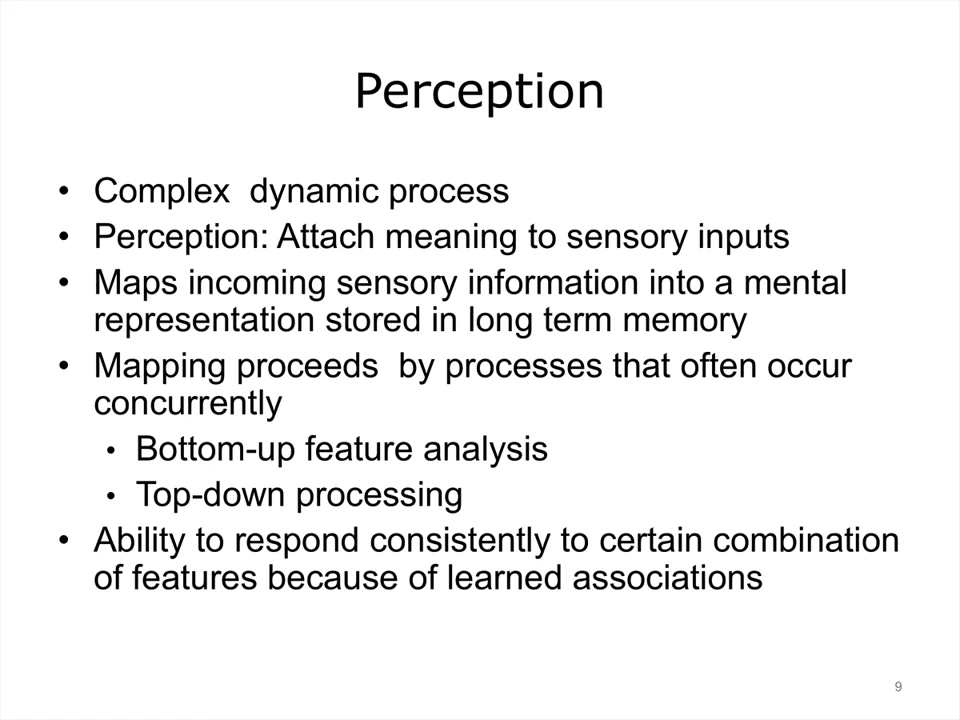 Perception
• Complex  dynamic process
• Perception: Attach meaning to sensory inputs
• Maps incoming sensory information into a mental
representation stored in long term memory
• Mapping proceeds  by processes that often occur
concurrently
• Bottom-up feature analysis
• Top-down processing
• Ability to respond consistently to certain combination
of features because of learned associations
9